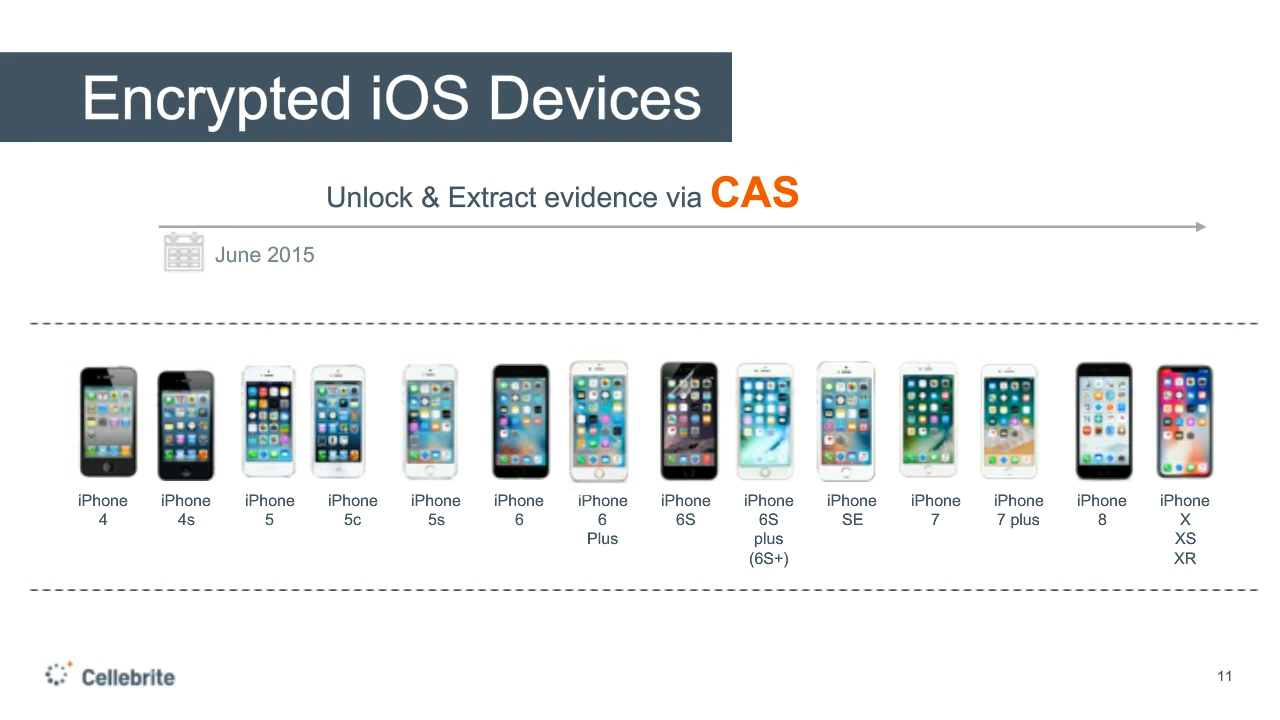 Encrypted iOS Devices
Unlock & Extract evidence via CAS
June 2015
iPhone
4
iPhone
4s
iPhone
5
iPhone
5c
iPhone
5s
iPhone
6
iPhone
6
Plus
iPhone
6S
iPhone
6S
plus
(6S+)
iPhone
SE
iPhone
7
iPhone
7 plus
iPhone
8
iPhone
X
XS
XR
Cellebrite
11